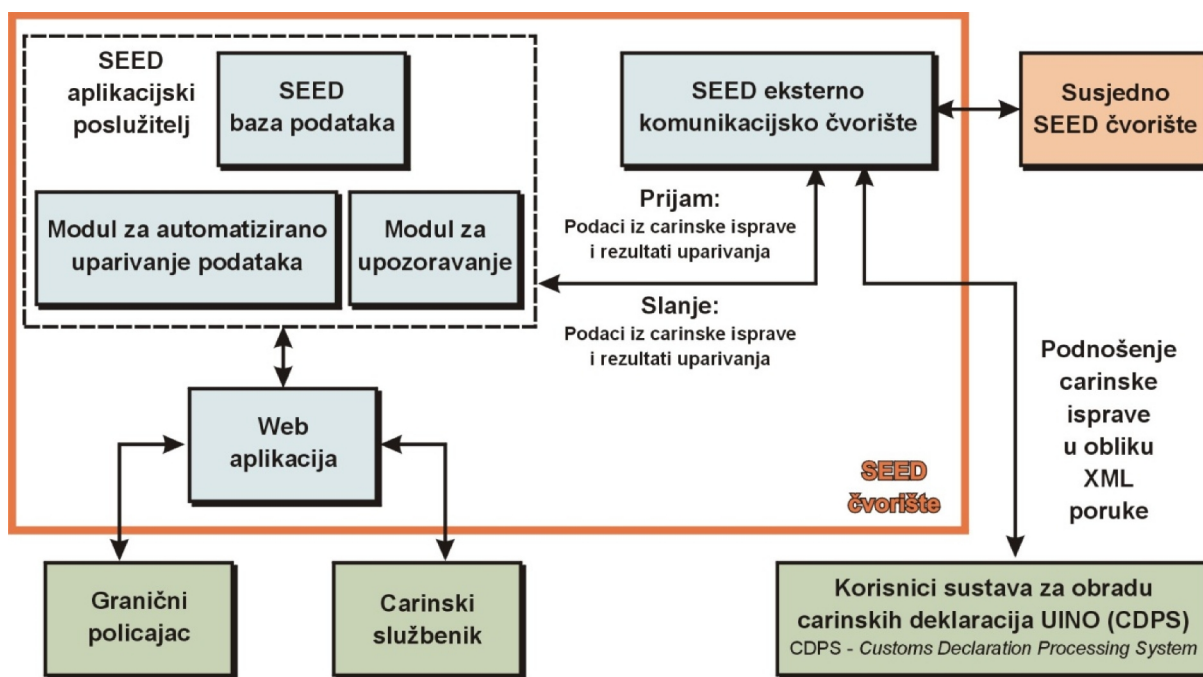 SEED
aplikacijski
poslužitelj
SEED
baza podataka
Modul za automatizirano
uparivanje podataka
Modul za
upozoravanje
SEED eksterno
komunikacijsko čvorište
Susjedno
SEED čvorište
Prijam:
Podaci iz carinske isprave
i rezultati uparivanja
Slanje:
Podaci iz carinske isprave
i rezultati uparivanja
Web
aplikacija
SEED
čvorište
Podnošenje
carinske
isprave
u obliku
XML
poruke
Granični
policajac
Carinski
službenik
Korisnici sustava za obradu
carinskih deklaracija UINO (CDPS)
CDPS - Customs Declaration Processing System